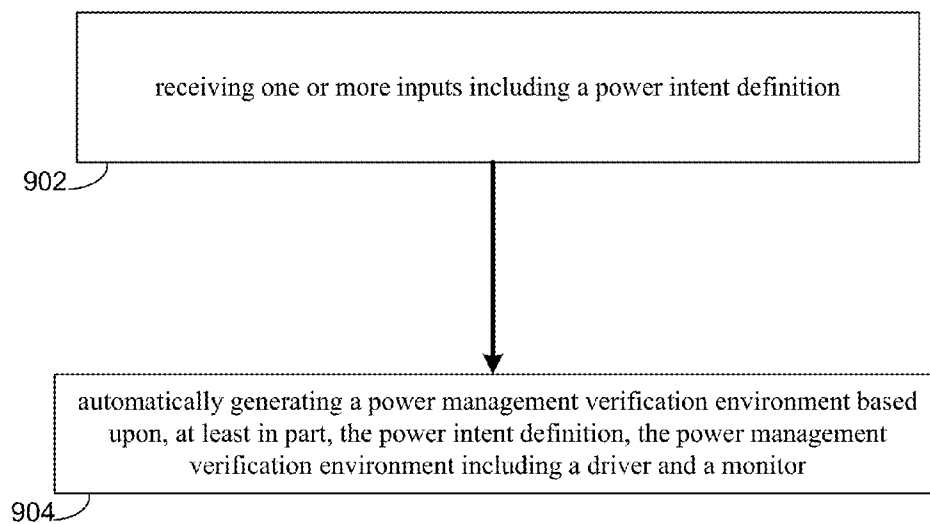 receiving one or more inputs including a power intent definition
902
automatically generating a power management verification environment based
upon, at least in part, the power intent definition, the power management
verification environment including a driver and a monitor
904